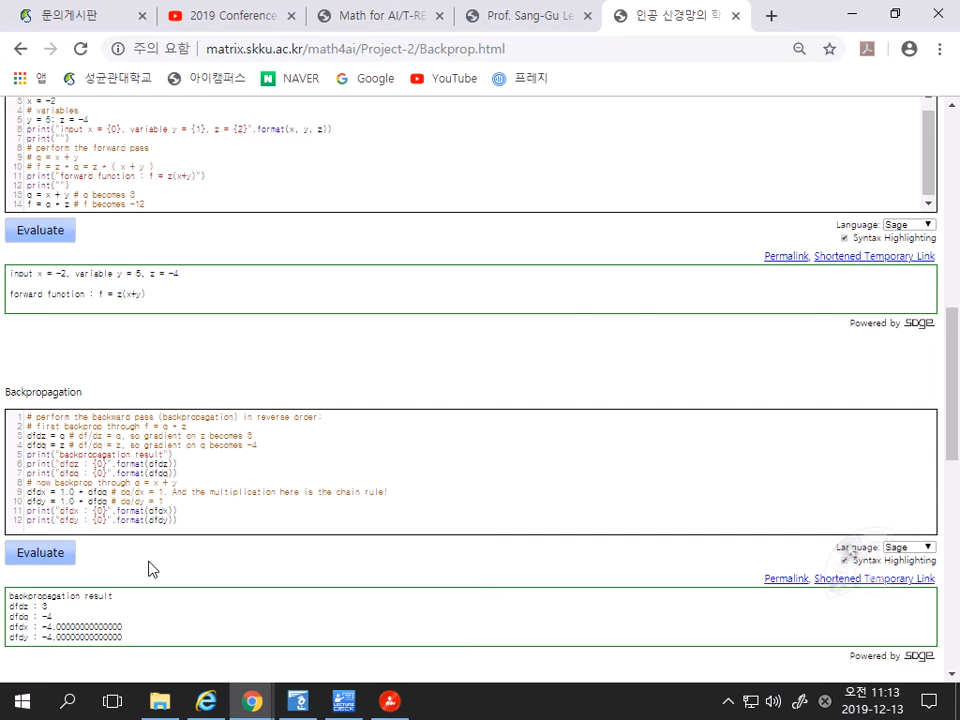 문의게시판
2019 Conference
Math for AI/T-RE
Prof. Sang-Gu Le
인공 신경망의 학
주의 요함
matrix.skku.ac.kr/math4ai/Project-2/Backprop.html
앱
성균관대학교
아이캠퍼스
NAVER
Google
YouTube
프레지
3 x = -2
4 # variables
5 y = 5; z = -4
6 print("input x = {0}, variable y = {1}, z = {2}".format(x, y, z))
7 print("")
8 # perform the forward pass
9 # q = x + y
10 # f = z * q = z * ( x + y )
11 print("forward function : f = z(x+y)")
12 print("")
13 q = x + y # q becomes 3
14 f = q * z # f becomes -12
Evaluate
Language: Sage
Syntax Highlighting
Permalink, Shortened Temporary Link
input x = -2, variable y = 5, z = -4
forward function : f = z(x+y)
Powered by SAGE
Backpropagation
1 # perform the backward pass (backpropagation) in reverse order:
2 # first backprop through f = q * z
3 dfdz = q # df/dz = q, so gradient on z becomes 3
4 dfdq = z # df/dq = z, so gradient on q becomes -4
5 print("backpropagation result")
6 print("dfdz : {0}".format(dfdz))
7 print("dfdq : {0}".format(dfdq))
8 # now backprop through q = x + y
9 dfdx = 1.0 * dfdq # dq/dx = 1. And the multiplication here is the chain rule!
10 dfdy = 1.0 * dfdq # dq/dy = 1
11 print("dfdx : {0}".format(dfdx))
12 print("dfdy : {0}".format(dfdy))
Evaluate
Language: Sage
Syntax Highlighting
Permalink, Shortened Temporary Link
backpropagation result
dfdz : 3
dfdq : -4
dfdx : -4.00000000000000
dfdy : -4.00000000000000
Powered by SAGE
LECTURE
DECK
오전 11:13
2019-12-13